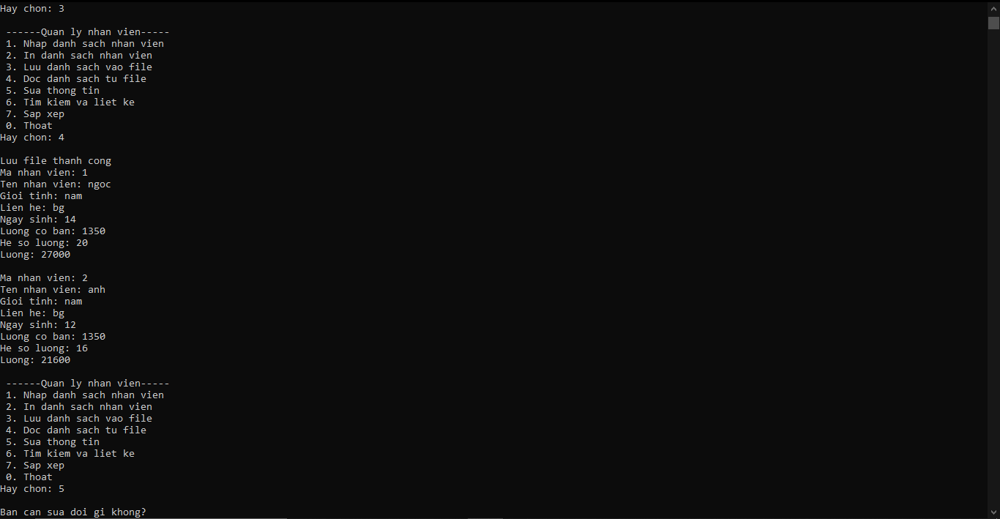 Hay chon: 3
------Quan ly nhan vien-----
1. Nhap danh sach nhan vien
2. In danh sach nhan vien
3. Luu danh sach vao file
4. Doc danh sach tu file
5. Sua thong tin
6. Tim kiem va liet ke
7. Sap xep
0. Thoat
Hay chon: 4
Luu file thanh cong
Ma nhan vien: 1
Ten nhan vien: ngoc
Gioi tinh: nam
Lien he: bg
Ngay sinh: 14
Luong co ban: 1350
He so luong: 20
Luong: 27000
Ma nhan vien: 2
Ten nhan vien: anh
Gioi tinh: nam
Lien he: bg
Ngay sinh: 12
Luong co ban: 1350
He so luong: 16
Luong: 21600
------Quan ly nhan vien-----
1. Nhap danh sach nhan vien
2. In danh sach nhan vien
3. Luu danh sach vao file
4. Doc danh sach tu file
5. Sua thong tin
6. Tim kiem va liet ke
7. Sap xep
0. Thoat
Hay chon: 5
Ban can sua doi gi khong?